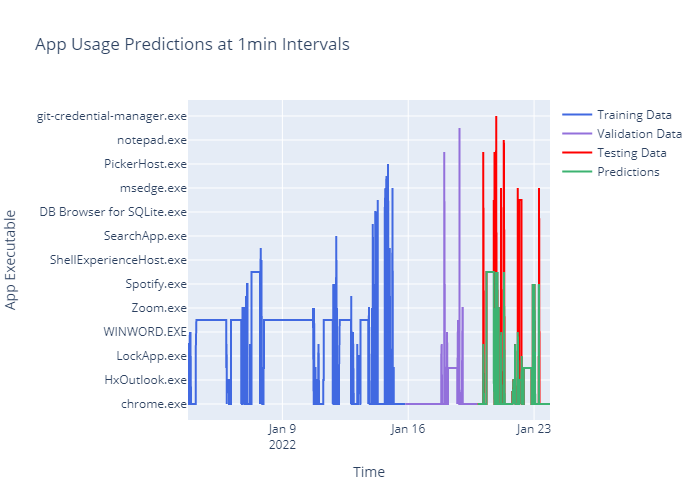 App Usage Predictions at 1min Intervals
git-credential-manager.exe
notepad.exe
PickerHost.exe
msedge.exe
DB Browser for SQLite.exe
SearchApp.exe
ShellExperienceHost.exe
Spotify.exe
Zoom.exe
WINWORD.EXE
LockApp.exe
HxOutlook.exe
chrome.exe
App Executable
Jan 9
2022
Jan 16
Jan 23
Time
Training Data
Validation Data
Testing Data
Predictions